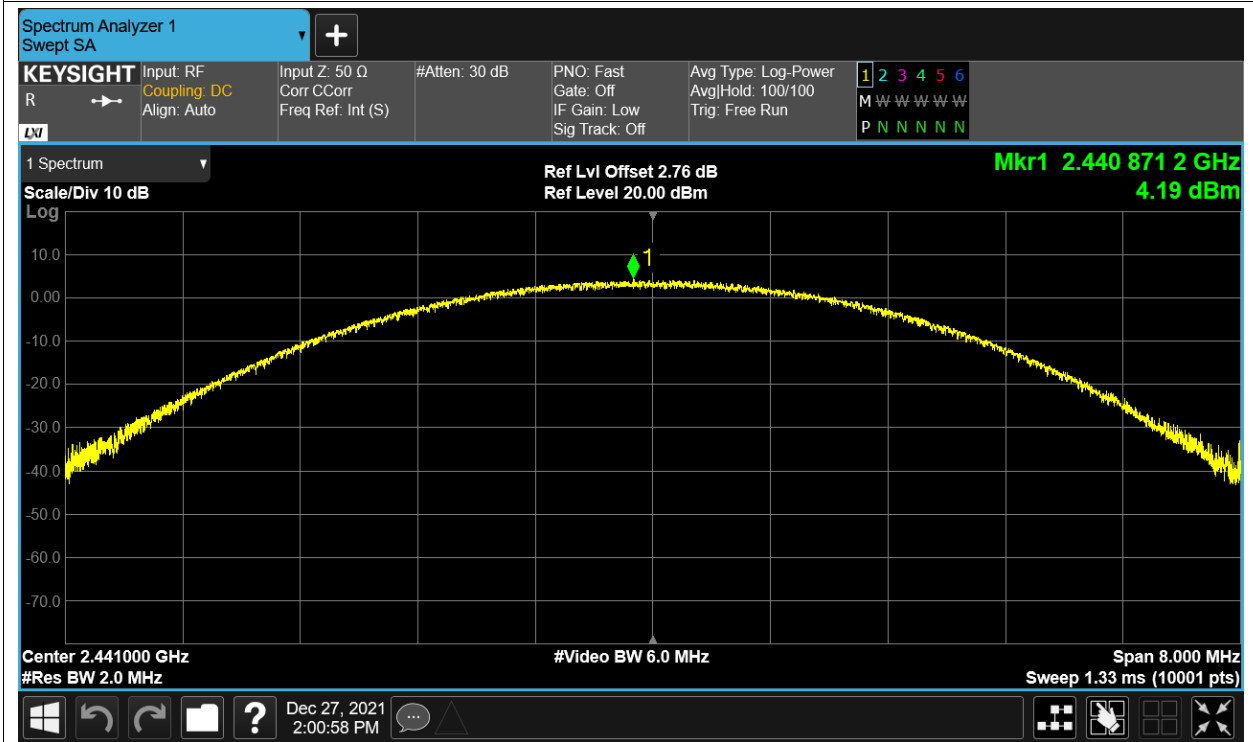 Spectrum Analyzer 1
Swept SA
+
KEYSIGHT
R
LXI
Input: RF
Coupling: DC
Align: Auto
Input Z: 50 Ω
Corr CCorr
Freq Ref: Int (S)
#Atten: 30 dB
PNO: Fast
Gate: Off
IF Gain: Low
Sig Track: Off
Avg Type: Log-Power
Avg|Hold: 100/100
Trig: Free Run
1 2 3 4 5 6
M W W W W W
P N N N N N
1 Spectrum
Scale/Div 10 dB
Ref Lvl Offset 2.76 dB
Ref Level 20.00 dBm
Mkr1 2.440 871 2 GHz
4.19 dBm
Log
10.0
0.00
-10.0
-20.0
-30.0
-40.0
-50.0
-60.0
-70.0
1
Center 2.441000 GHz
#Res BW 2.0 MHz
#Video BW 6.0 MHz
Span 8.000 MHz
Sweep 1.33 ms (10001 pts)
?
Dec 27, 2021
2:00:58 PM